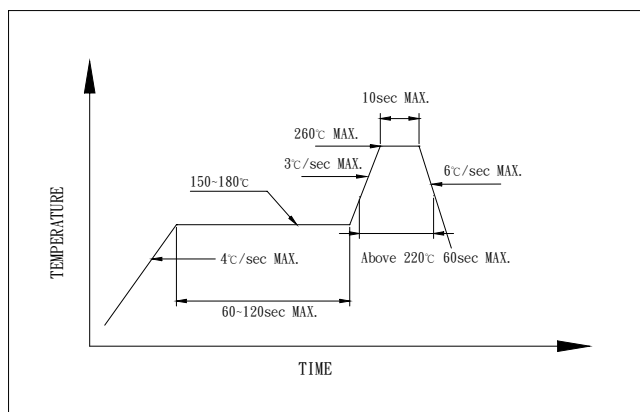 10sec MAX.
260℃ MAX.
3℃/sec MAX.
6℃/sec MAX.
150~180℃
TEMPERATURE
4℃/sec MAX.
Above 220℃ 60sec MAX.
60~120sec MAX.
TIME